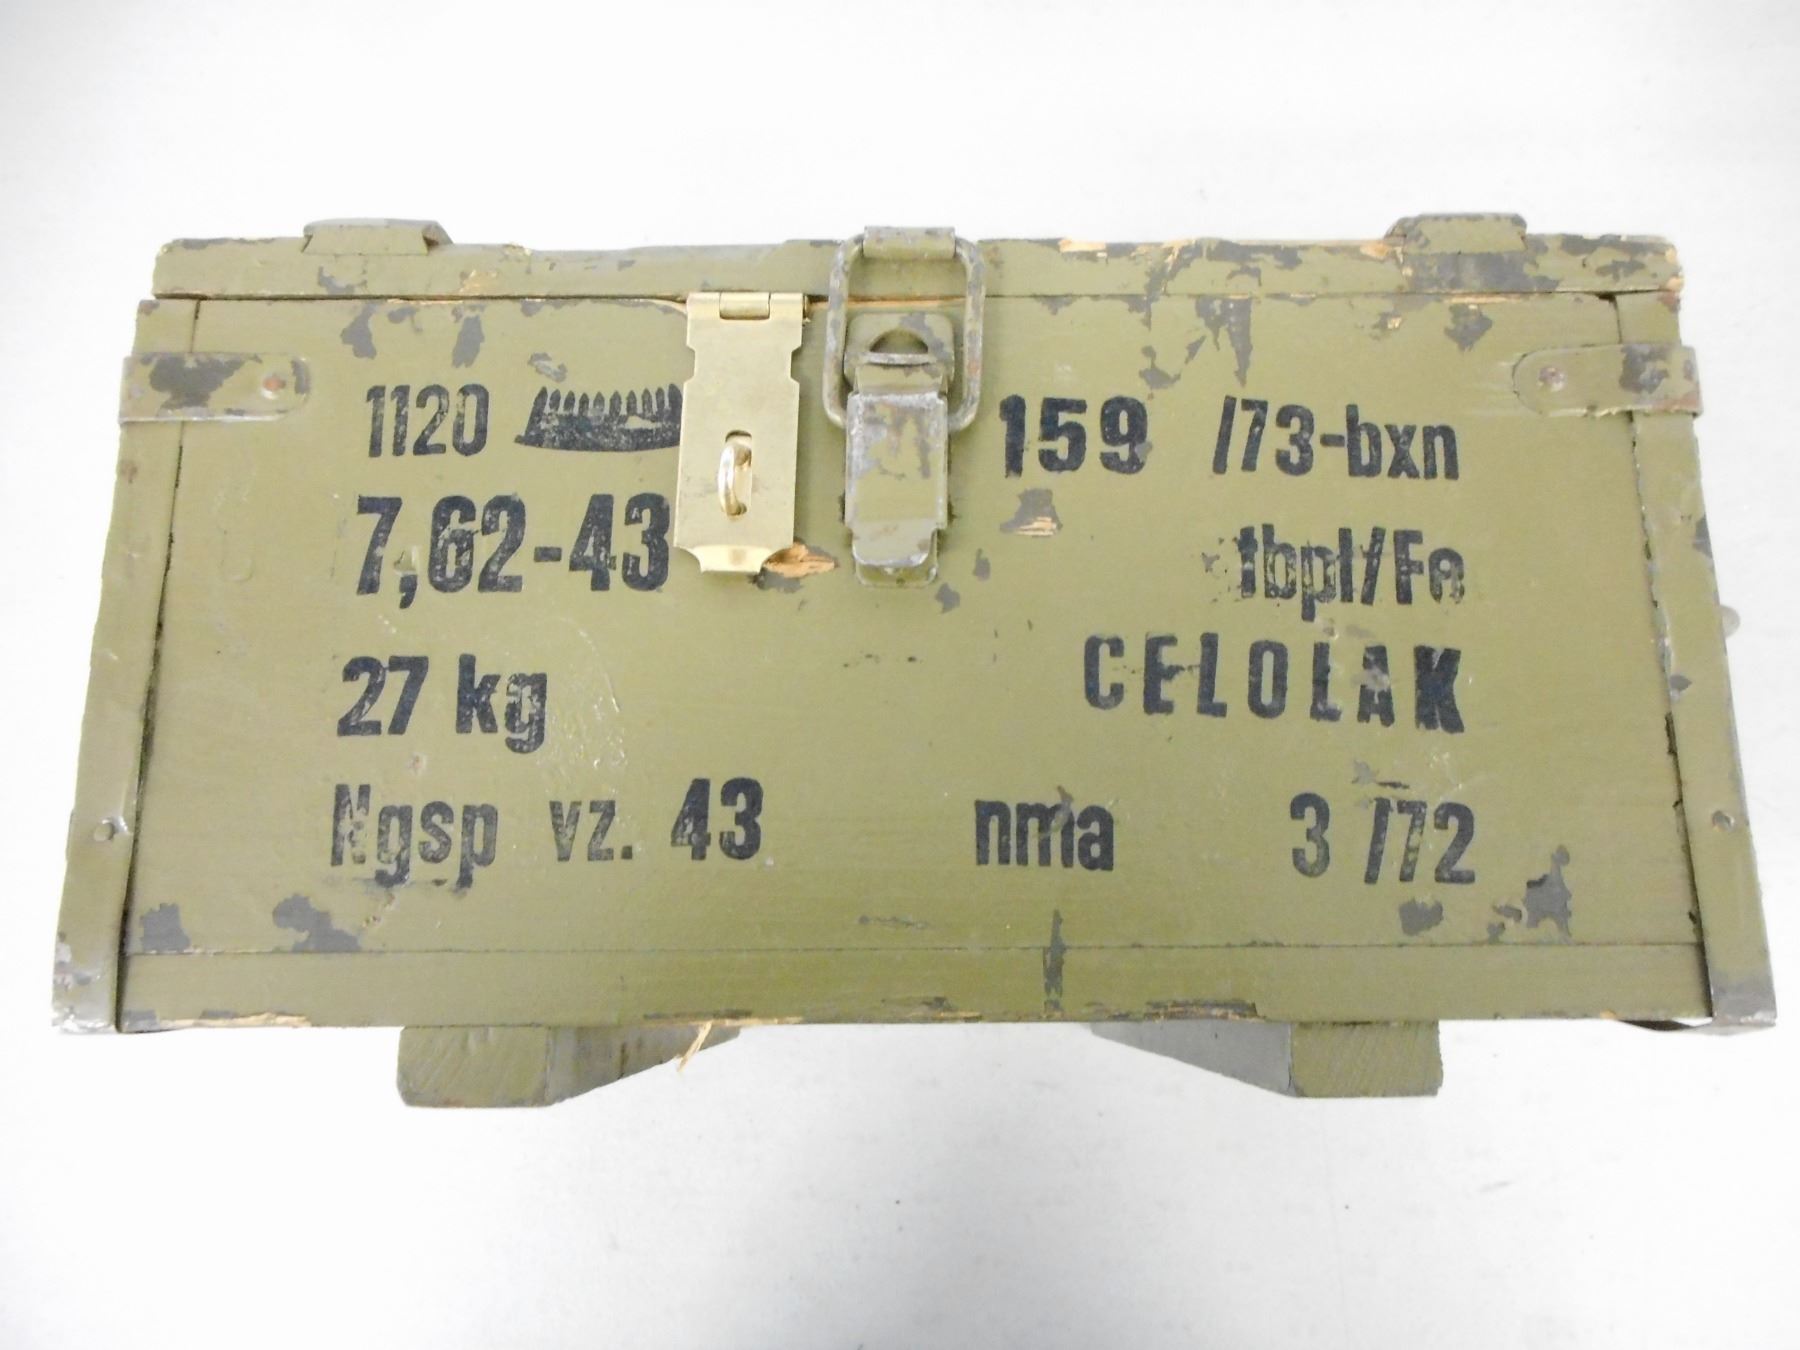 1120 159 /73-bxn
7,62-43 tbpl/Fe
27 kg CELOLAK
Ngsp vz. 43 nma 3 /72